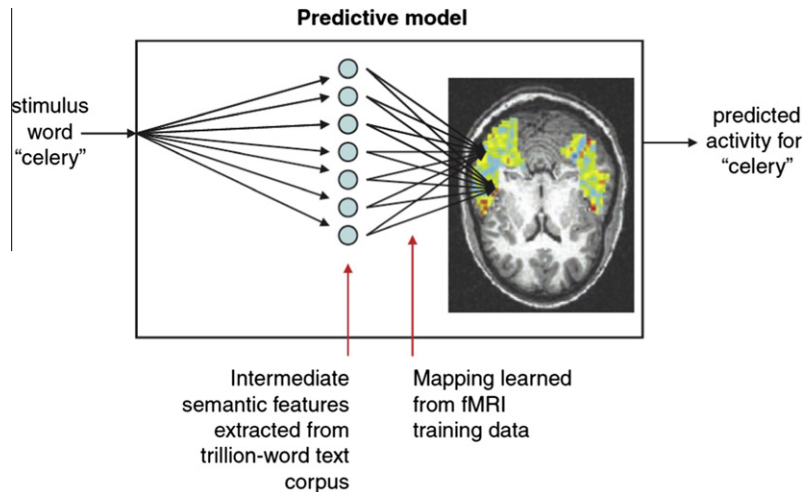 Predictive model
stimulus
word
“celery”
predicted
activity for
“celery”
Intermediate
semantic features
extracted from
trillion-word text
corpus
Mapping learned
from fMRI
training data